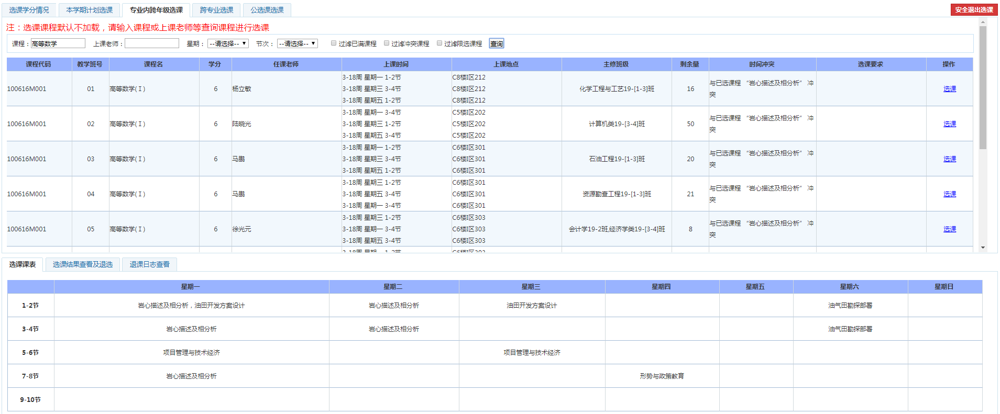 选课学分情况 本学期计划选课 专业内跨年级选课 跨专业选课 公选课选课 安全退出选课
注：选课课程默认不加载，请输入课程或上课老师等查询课程进行选课
课程：高等数学 上课老师： 星期： --请选择-- 节次： --请选择-- 过滤已满课程 过滤冲突课程 过滤限选课程 查询
课程代码 教学班号 课程名 学分 任课老师 上课时间 上课地点 主修班级 剩余量 时间冲突 选课要求 操作
3-18周 星期一 1-2节 C8楼I区212
100616M001 01 高等数学(Ⅰ) 6 杨立敏 3-18周 星期三 3-4节 C8楼I区212 化学工程与工艺19-[1-3]班 16 与已选课程 “岩心描述及相分析” 冲突 选课
3-18周 星期五 1-2节 C8楼I区212
3-18周 星期一 3-4节 C5楼I区202
100616M001 02 高等数学(Ⅰ) 6 陆晓光 3-18周 星期三 1-2节 C5楼I区202 计算机类19-[3-4]班 50 与已选课程 “岩心描述及相分析” 冲突 选课
3-18周 星期五 3-4节 C5楼I区202
3-18周 星期一 1-2节 C6楼I区301
100616M001 03 高等数学(Ⅰ) 6 马鹏 3-18周 星期三 3-4节 C6楼I区301 石油工程19-[1-3]班 20 与已选课程 “岩心描述及相分析” 冲突 选课
3-18周 星期五 1-2节 C6楼I区301
3-18周 星期三 1-2节 C6楼I区301
100616M001 04 高等数学(Ⅰ) 6 马鹏 3-18周 星期五 3-4节 C6楼I区301 资源勘查工程19-[1-3]班 21 与已选课程 “岩心描述及相分析” 冲突 选课
3-18周 星期一 3-4节 C6楼I区301
3-18周 星期三 1-2节 C6楼I区303
100616M001 05 高等数学(Ⅰ) 6 徐光元 3-18周 星期一 3-4节 C6楼I区303 会计学19-2班,经济学类19-[3-4]班 8 与已选课程 “岩心描述及相分析” 冲突 选课
3-18周 星期五 3-4节 C6楼I区303
选课课表 选课结果查看及退选 退课日志查看
星期一 星期二 星期三 星期四 星期五 星期六 星期日
1-2节 岩心描述及相分析，油田开发方案设计 岩心描述及相分析 油田开发方案设计 油气田勘探部署
3-4节 岩心描述及相分析 岩心描述及相分析 油气田勘探部署
5-6节 项目管理与技术经济 项目管理与技术经济
7-8节 岩心描述及相分析 形势与政策教育
9-10节